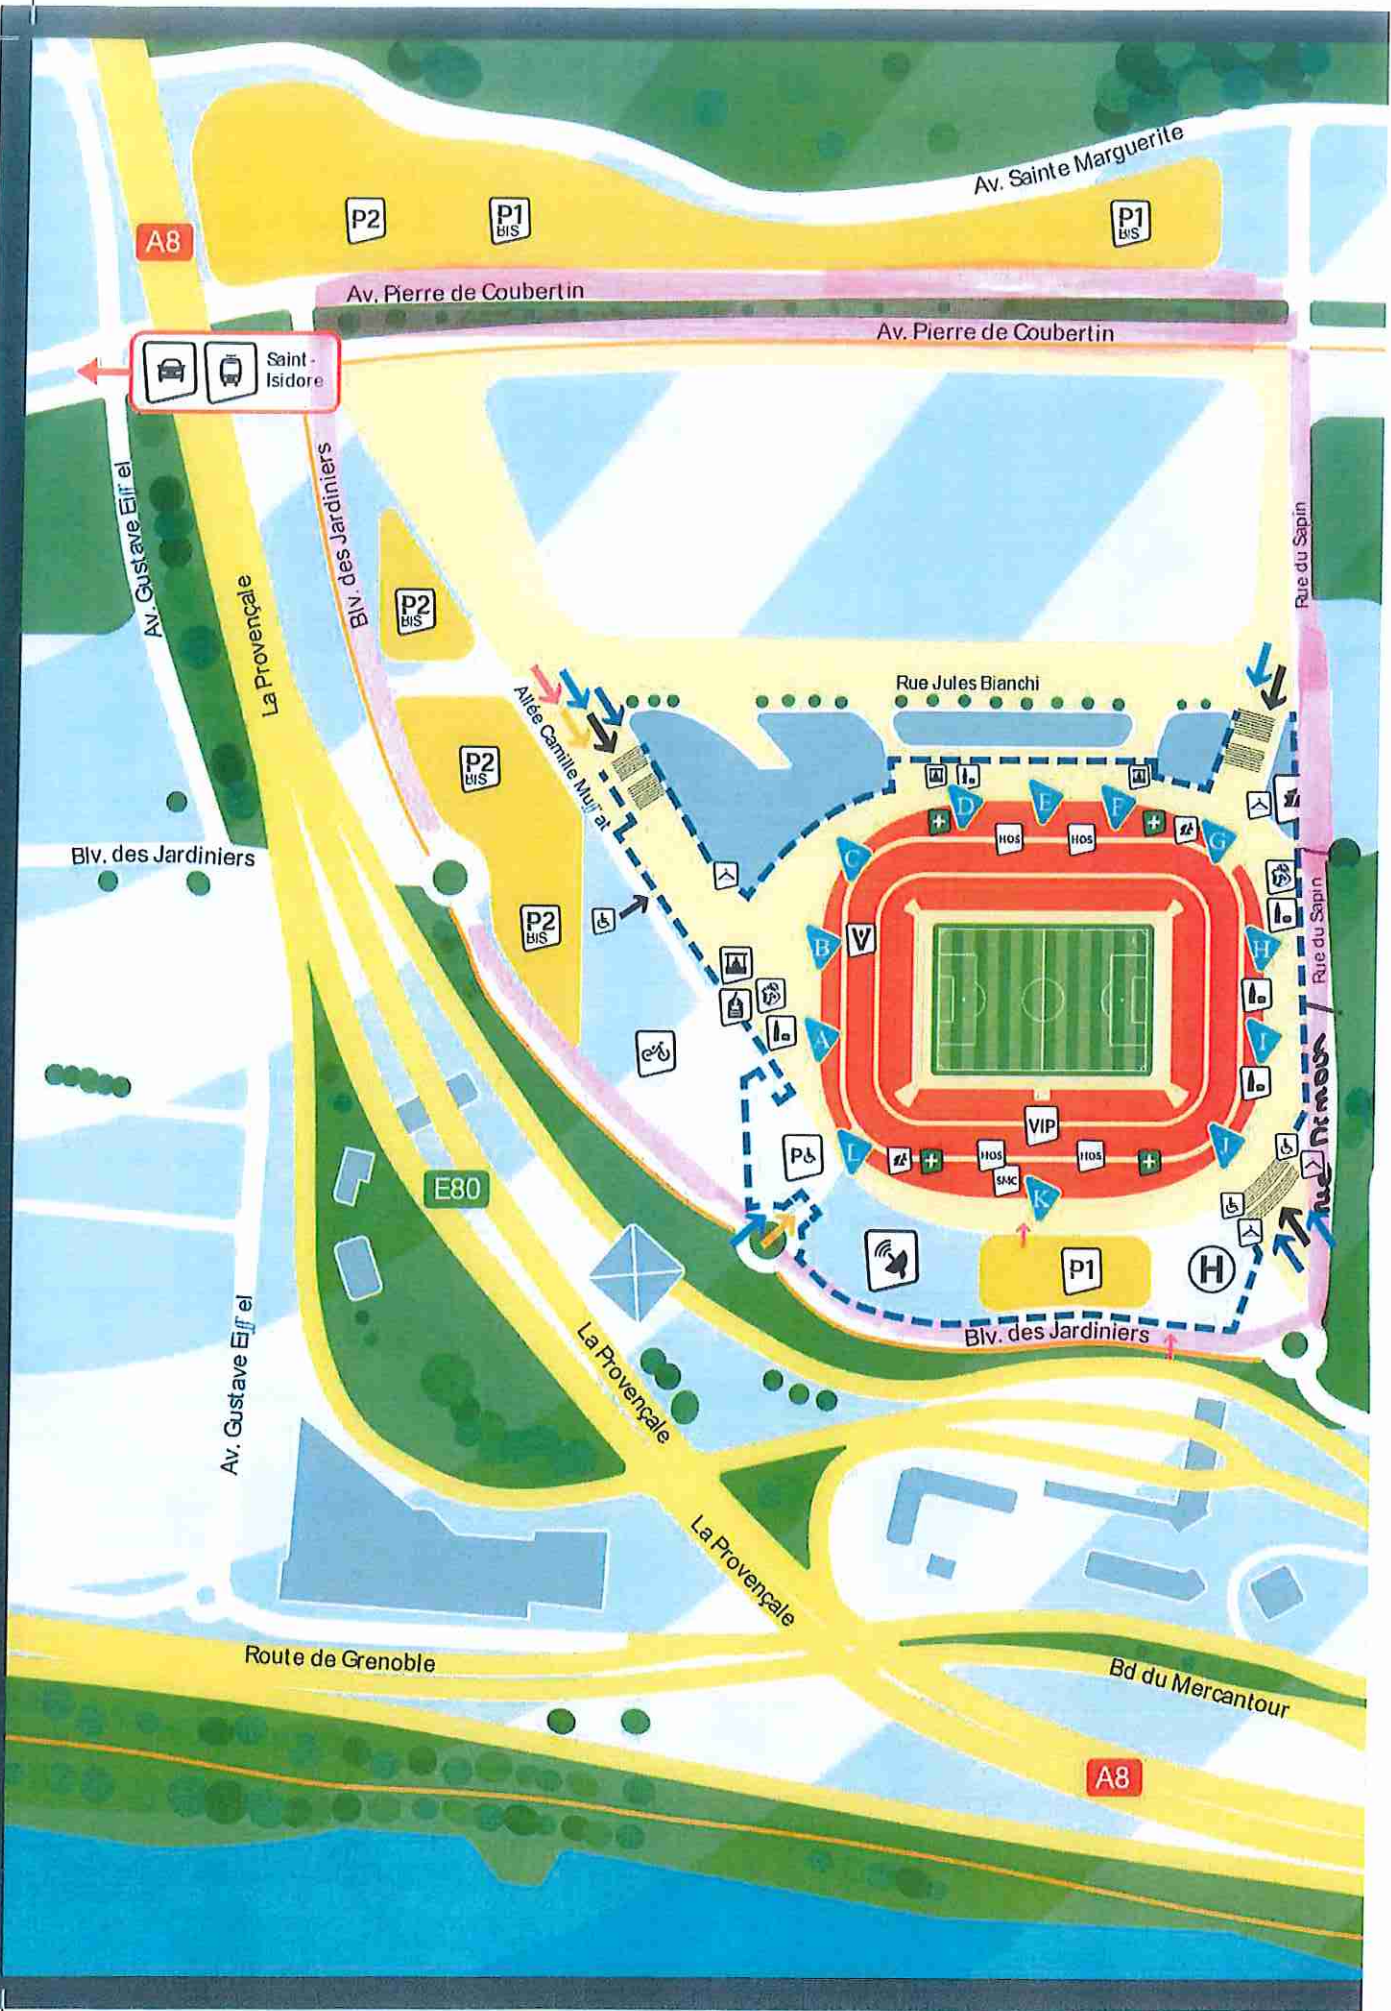 Av. Sainte Marguerite
P2
P1
BIS
P1
BIS
A8
Av. Pierre de Coubertin
Av. Pierre de Coubertin
Saint-
Isidore
Av. Gustave Eiffel
Blv. des Jardiniers
La Provençale
Rue du Sapin
P2
BIS
Rue Jules Bianchi
Allée Camille Muffat
P2
BIS
D
E
F
G
HOS
HOS
C
Blv. des Jardiniers
P2
BIS
B
V
H
Rue du Sapin
A
I
VIP
P
L
J
HOS
HOS
SMC
K
E80
P1
H
Blv. des Jardiniers
Av. Gustave Eiffel
La Provençale
La Provençale
Route de Grenoble
Bd du Mercantour
A8